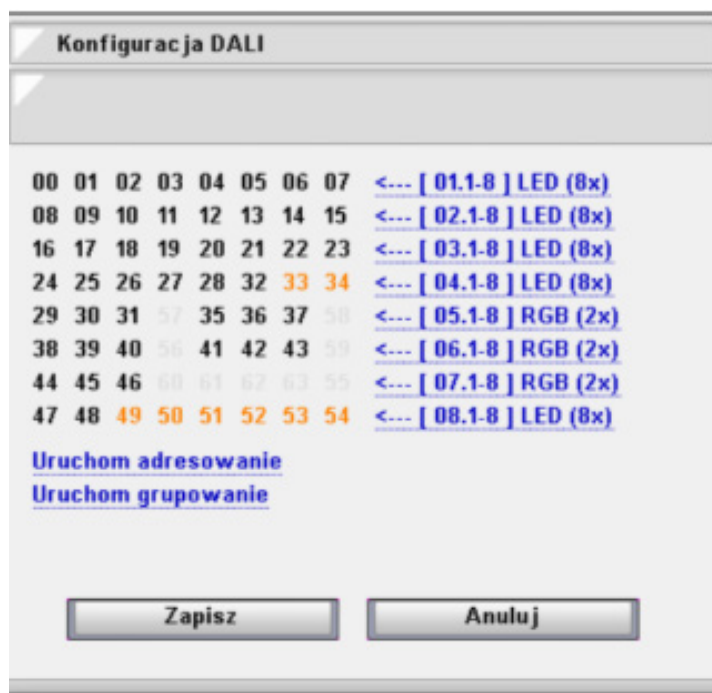 Konfiguracja DALI
00 01 02 03 04 05 06 07 <--- [ 01.1-8 ] LED (8x)
08 09 10 11 12 13 14 15 <--- [ 02.1-8 ] LED (8x)
16 17 18 19 20 21 22 23 <--- [ 03.1-8 ] LED (8x)
24 25 26 27 28 32 33 34 <--- [ 04.1-8 ] LED (8x)
29 30 31 57 35 36 37 58 <--- [ 05.1-8 ] RGB (2x)
38 39 40 56 41 42 43 59 <--- [ 06.1-8 ] RGB (2x)
44 45 46 60 61 62 63 55 <--- [ 07.1-8 ] RGB (2x)
47 48 49 50 51 52 53 54 <--- [ 08.1-8 ] LED (8x)
Uruchom adresowanie
Uruchom grupowanie
Zapisz Anuluj